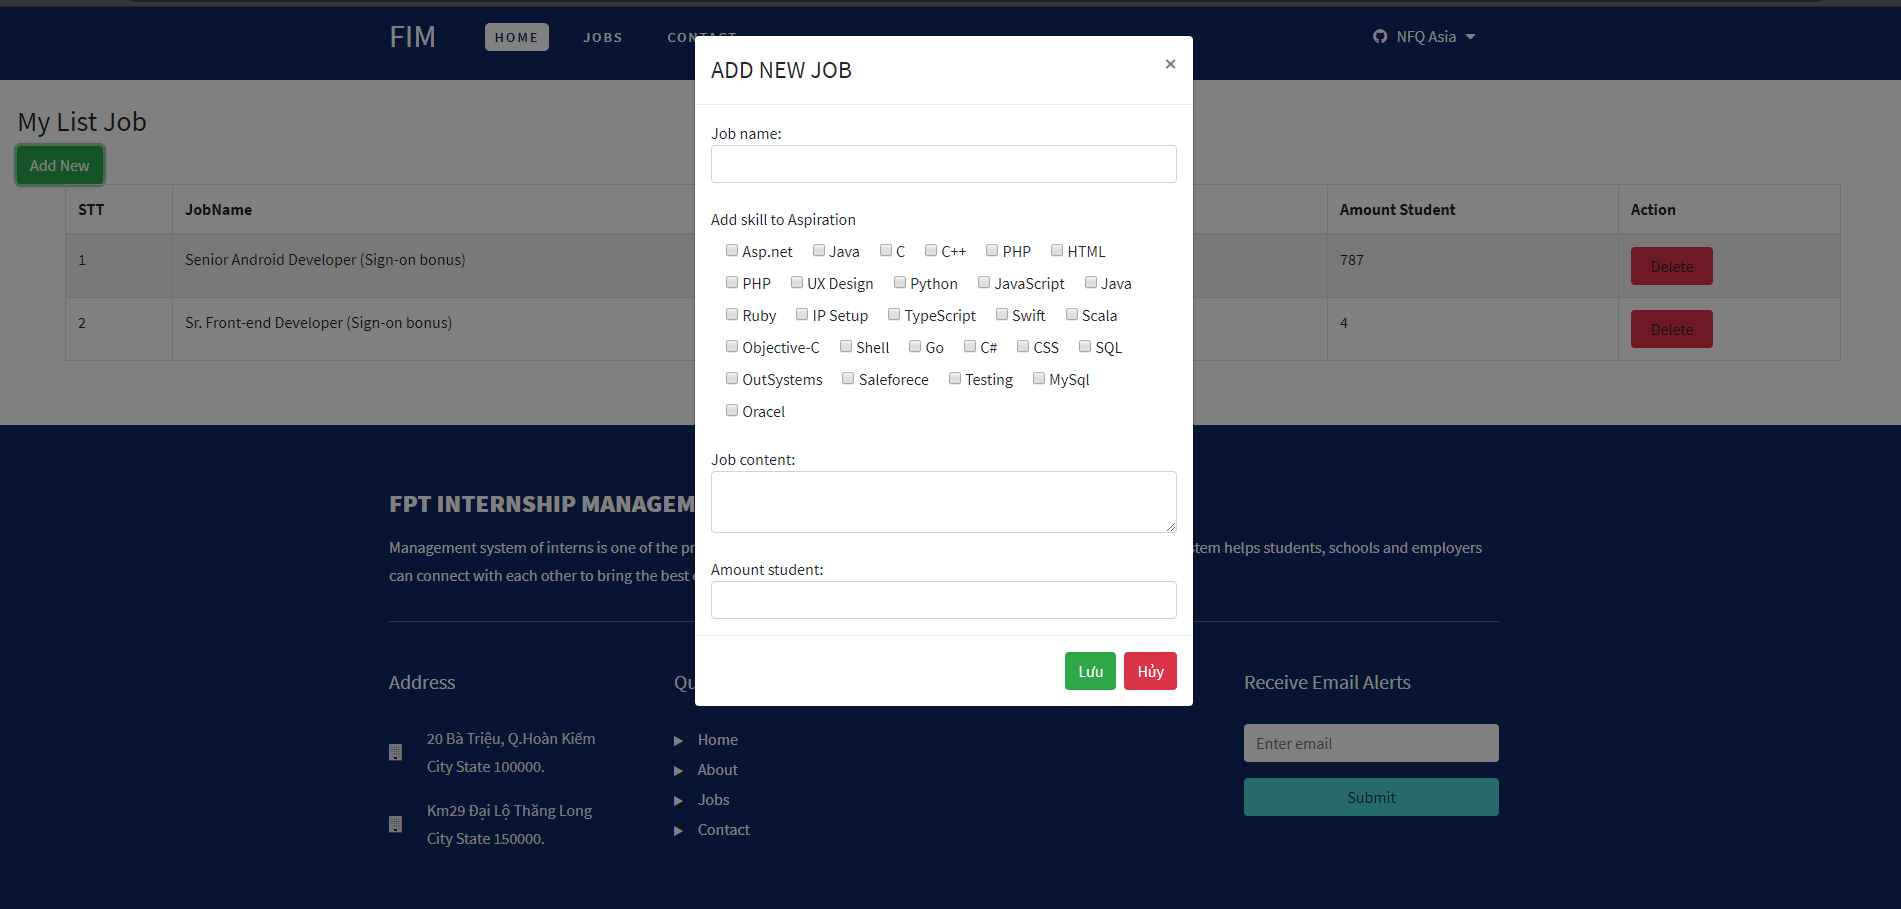 FIM
HOME JOBS CONTACT
NFQ Asia
My List Job
Add New
STT JobName Amount Student Action
1 Senior Android Developer (Sign-on bonus) 787 Delete
2 Sr. Front-end Developer (Sign-on bonus) 4 Delete
ADD NEW JOB
×
Job name:
Add skill to Aspiration
Asp.net Java C C++ PHP HTML
PHP UX Design Python JavaScript Java
Ruby IP Setup TypeScript Swift Scala
Objective-C Shell Go C# CSS SQL
OutSystems Saleforece Testing MySql
Oracel
Job content:
Amount student:
Lưu Hủy
FPT INTERNSHIP MANAGEM
Management system of interns is one of the pr tem helps students, schools and employers
can connect with each other to bring the best
Address
20 Bà Triệu, Q.Hoàn Kiếm
City State 100000.
Km29 Đại Lộ Thăng Long
City State 150000.
Qu
Home
About
Jobs
Contact
Receive Email Alerts
Enter email
Submit